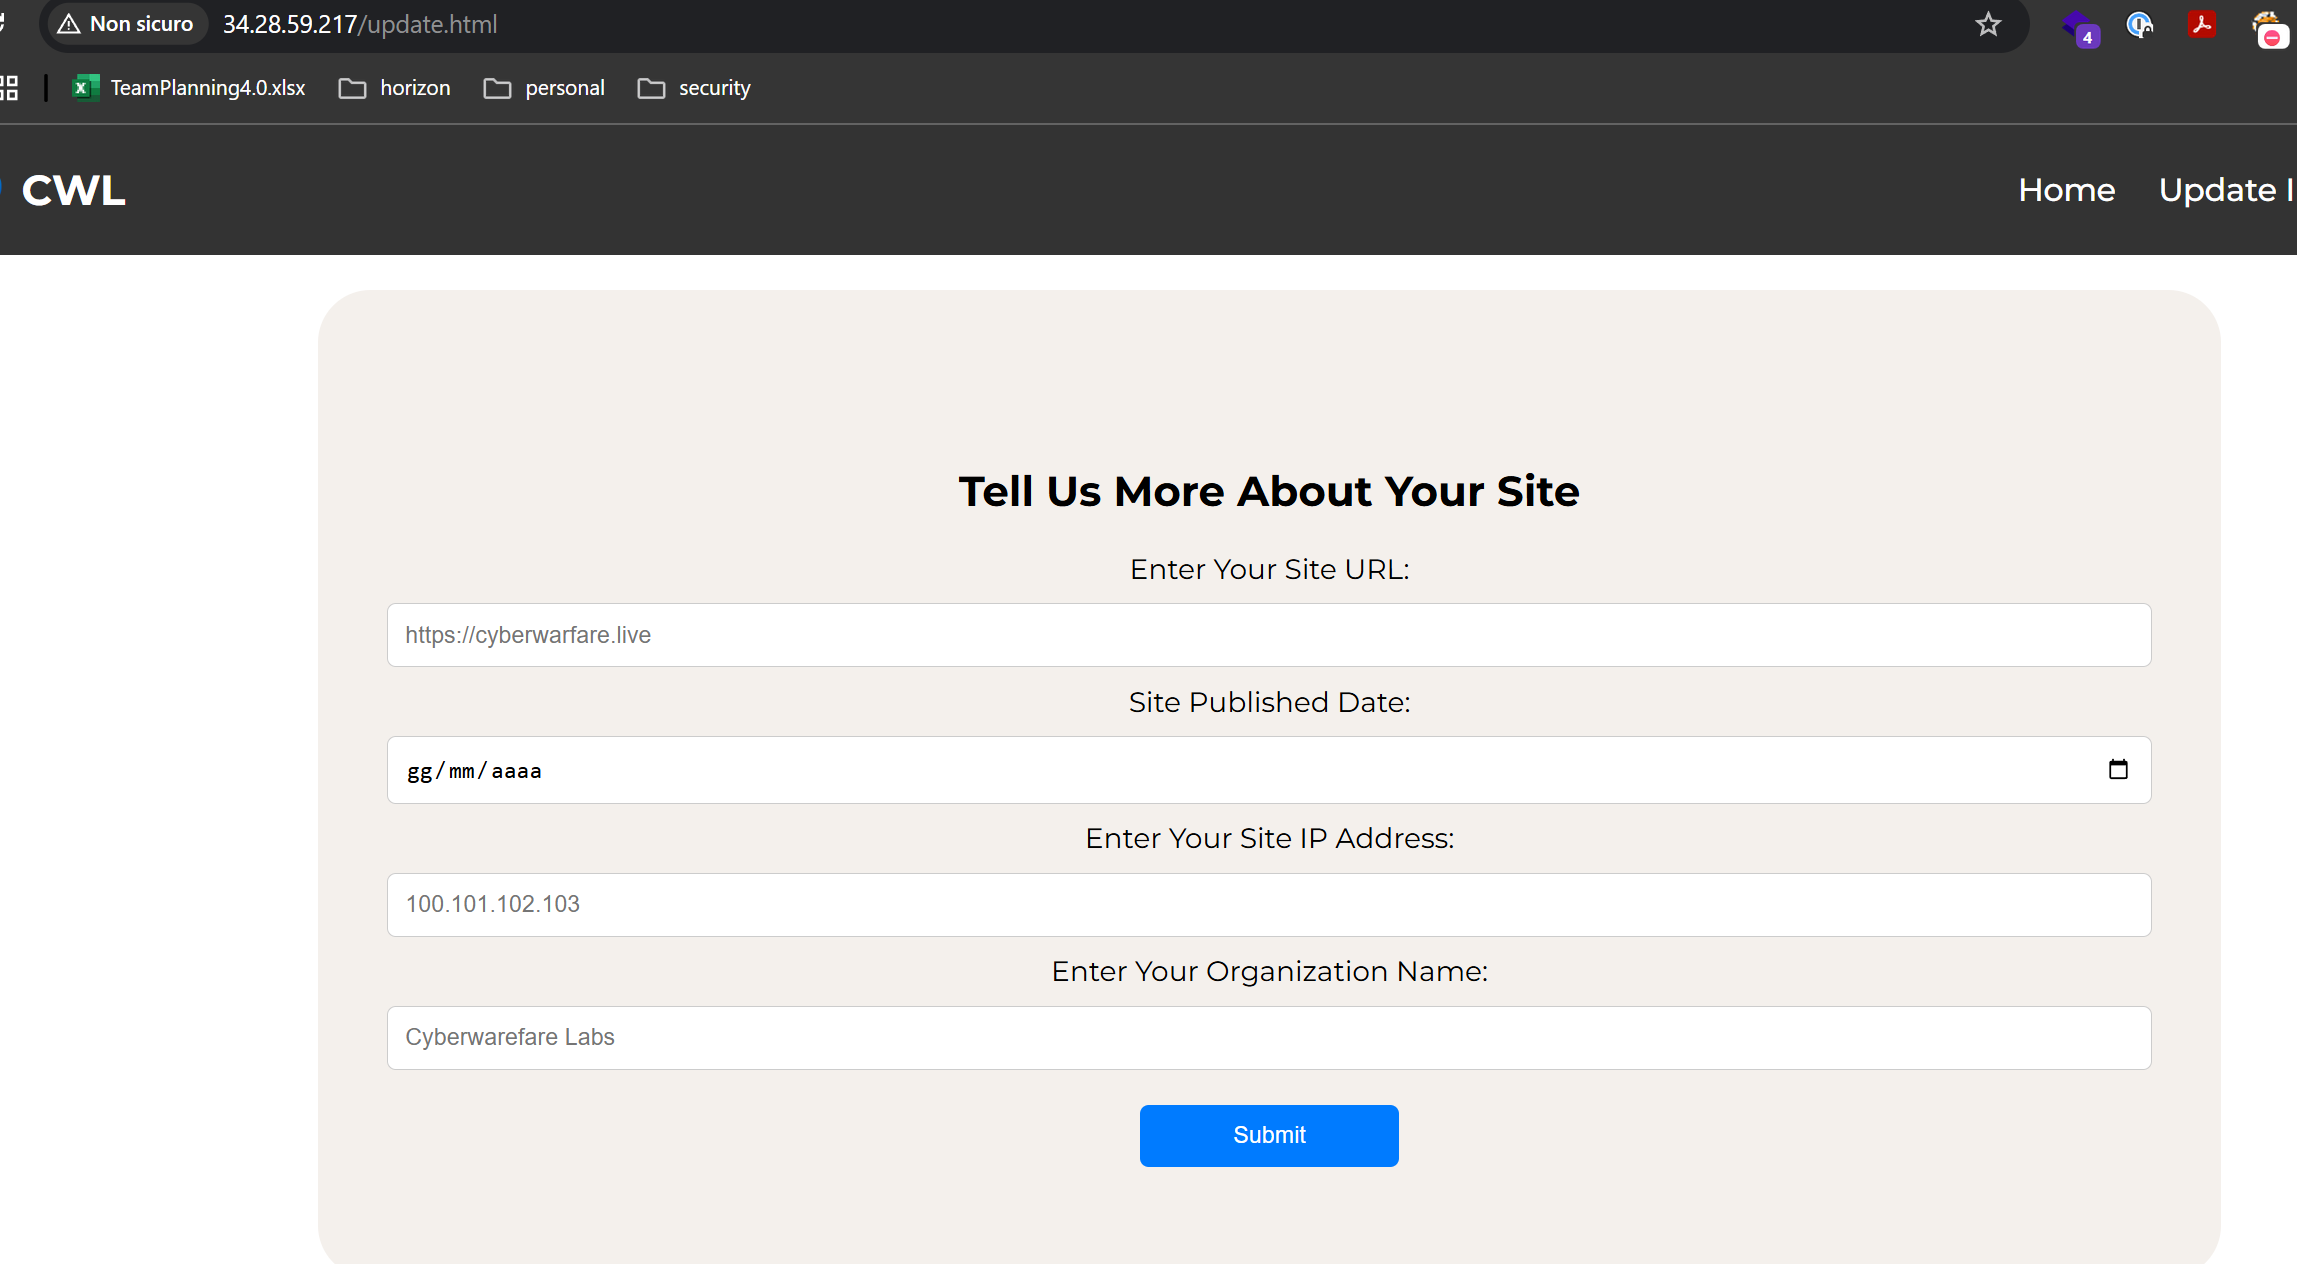 Non sicuro 34.28.59.217/update.html
4
TeamPlanning4.0.xlsx horizon personal security
CWL Home Update I
Tell Us More About Your Site
Enter Your Site URL:
https://cyberwarfare.live
Site Published Date:
gg/mm/aaaa
Enter Your Site IP Address:
100.101.102.103
Enter Your Organization Name:
Cyberwarefare Labs
Submit